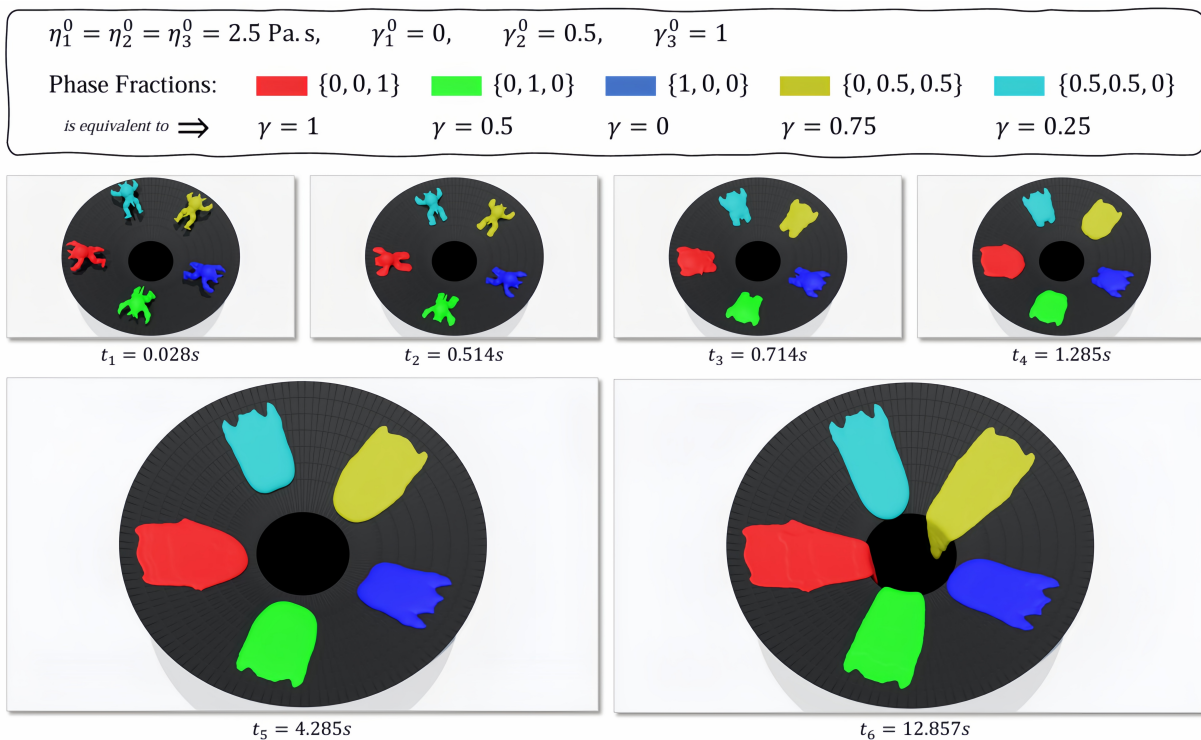 η₁⁰ = η₂⁰ = η₃⁰ = 2.5 Pa.s, γ₁⁰ = 0, γ₂⁰ = 0.5, γ₃⁰ = 1
Phase Fractions: {0, 0, 1} {0, 1, 0} {1, 0, 0} {0, 0.5, 0.5} {0.5,0.5, 0}
is equivalent to ⇒ γ = 1 γ = 0.5 γ = 0 γ = 0.75 γ = 0.25
t₁ = 0.028s t₂ = 0.514s t₃ = 0.714s t₄ = 1.285s
t₅ = 4.285s t₆ = 12.857s